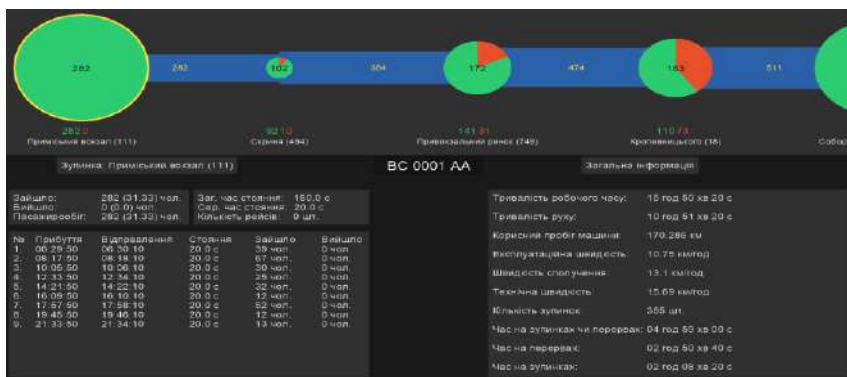 282 282 102 384 172 474 183 511
282 0 92 10 141 31 110 73
Приміський вокзал (111) Скриня (494) Привокзальний ринок (749) Кропивницького (18) Собор
Зупинка: Приміський вокзал (111) BC 0001 AA Загальна інформація
Зайшло: 282 (31.33) чол. Заг. час стояння: 180.0 с
Вийшло: 0 (0.0) чол. Сер. час стояння: 20.0 с
Пасажирообіг: 282 (31.33) чол. Кількість рейсів: 9 шт.
№ Прибуття Відправлення Стояння Зайшло Вийшло
1. 06:29:50 06:30:10 20.0 с 39 чол. 0 чол.
2. 08:17:50 08:18:10 20.0 с 67 чол. 0 чол.
3. 10:05:50 10:06:10 20.0 с 30 чол. 0 чол.
4. 12:33:50 12:34:10 20.0 с 25 чол. 0 чол.
5. 14:21:50 14:22:10 20.0 с 32 чол. 0 чол.
6. 16:09:50 16:10:10 20.0 с 12 чол. 0 чол.
7. 17:57:50 17:58:10 20.0 с 52 чол. 0 чол.
8. 19:45:50 19:46:10 20.0 с 12 чол. 0 чол.
9. 21:33:50 21:34:10 20.0 с 13 чол. 0 чол.
Тривалість робочого часу: 15 год 50 хв 20 с
Тривалість руху: 10 год 51 хв 20 с
Корисний пробіг машини: 170.286 км
Експлуатаційна швидкість: 10.75 км/год
Швидкість сполучення: 13.1 км/год
Технічна швидкість: 15.69 км/год
Кількість зупинок: 385 шт.
Час на зупинках чи перервах: 04 год 59 хв 00 с
Час на перервах: 02 год 50 хв 40 с
Час на зупинках: 02 год 08 хв 20 с